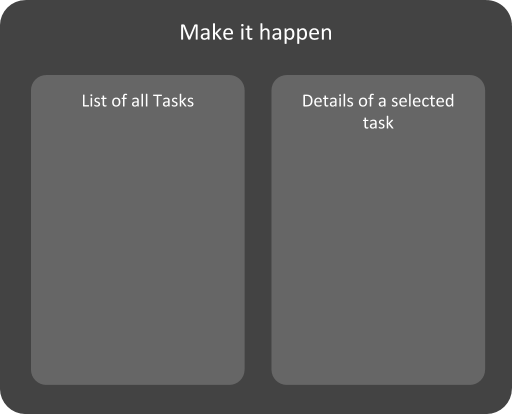 Make it happen
List of all Tasks
Details of a selected
task